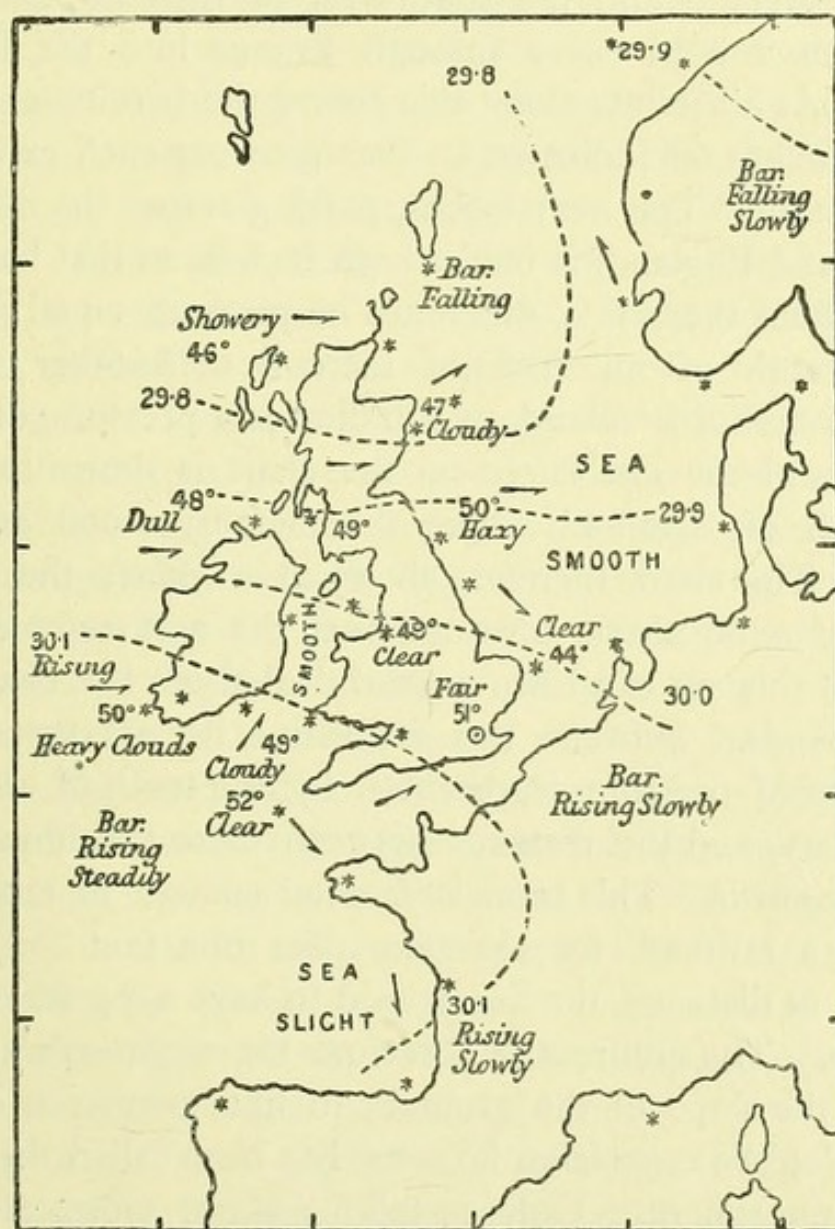 29·9
29·8
Bar.
Falling
Slowly
Bar.
Falling
Showery
46°
29·8
47
Cloudy
SEA
48°
50°
29·9
Dull
49°
Haxy
SMOOTH
SMOOTH
49°
Clear
Clear
44°
30·1
Rising
Fair
51°
30·0
50°
Heavy Clouds
49°
Cloudy
Bar.
Rising Slowly
52°
Clear
Bar.
Rising
Steadily
SEA
SLIGHT
30·1
Rising
Slowly